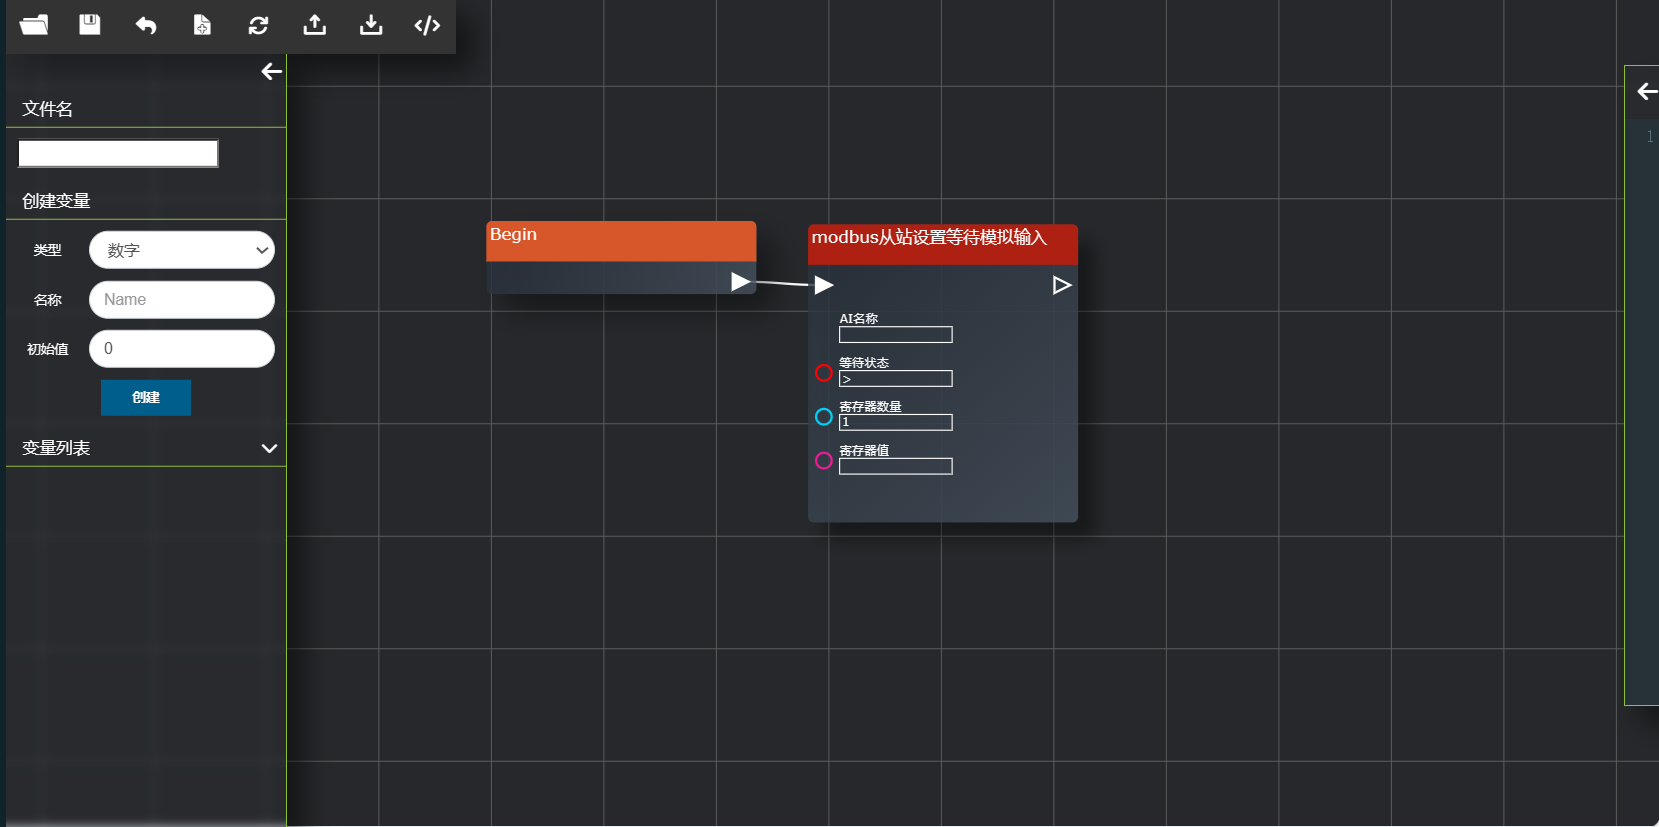 文件名
创建变量
类型
数字
名称
Name
初始值
0
创建
变量列表
Begin
modbus从站设置等待模拟输入
AI名称
等待状态
>
寄存器数量
1
寄存器值
1